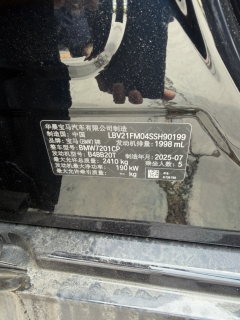 华晨宝马汽车有限公司制造
制造国:中国 LBV21FM04SSH90199
品牌:宝马(BMW)牌 发动机排量:1998 mL
整车型号:BMW7201CP
发动机型号:B48B20T
最大允许总质量:2410 kg
最大净功率:190 kW 制造年月:2025-07
-- kg 乘坐人数:5